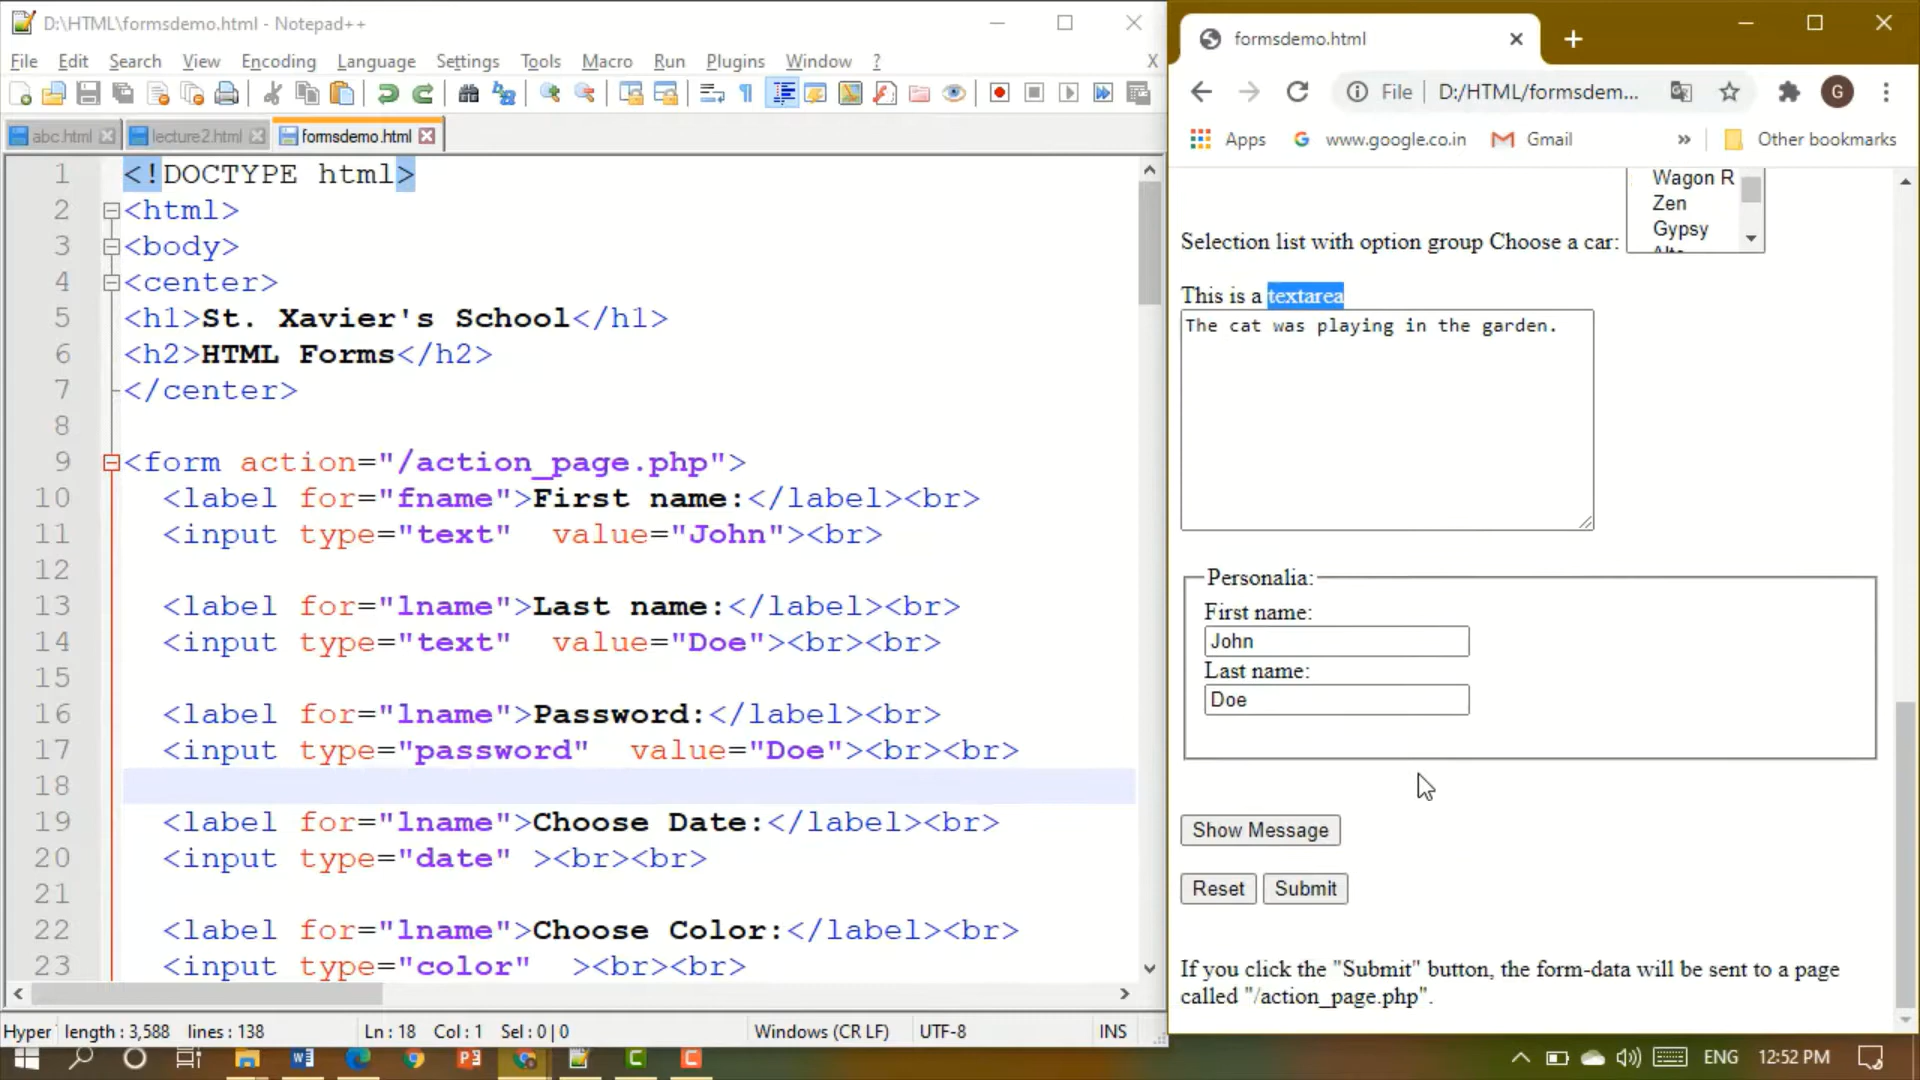 D:\HTML\formsdemo.html - Notepad++
File Edit Search View Encoding Language Settings Tools Macro Run Plugins Window ? X
abc.html lecture2.html formsdemo.html
1 <!DOCTYPE html>
2 <html>
3 <body>
4 <center>
5 <h1>St. Xavier's School</h1>
6 <h2>HTML Forms</h2>
7 </center>
8
9 <form action="/action_page.php">
10 <label for="fname">First name:</label><br>
11 <input type="text"  value="John"><br>
12
13 <label for="lname">Last name:</label><br>
14 <input type="text"  value="Doe"><br><br>
15
16 <label for="lname">Password:</label><br>
17 <input type="password"  value="Doe"><br><br>
18
19 <label for="lname">Choose Date:</label><br>
20 <input type="date" ><br><br>
21
22 <label for="lname">Choose Color:</label><br>
23 <input type="color"  ><br><br>
Hyper length : 3,588 lines : 138 Ln : 18 Col : 1 Sel : 0 | 0 Windows (CR LF) UTF-8 INS
formsdemo.html
File D:/HTML/formsdem... G
Apps www.google.co.in Gmail » Other bookmarks
Wagon R
Zen
Gypsy
Selection list with option group Choose a car:
Alto
This is a textarea
The cat was playing in the garden.
Personalia:
First name:
John
Last name:
Doe
Show Message
Reset Submit
If you click the "Submit" button, the form-data will be sent to a page
called "/action_page.php".
ENG 12:52 PM